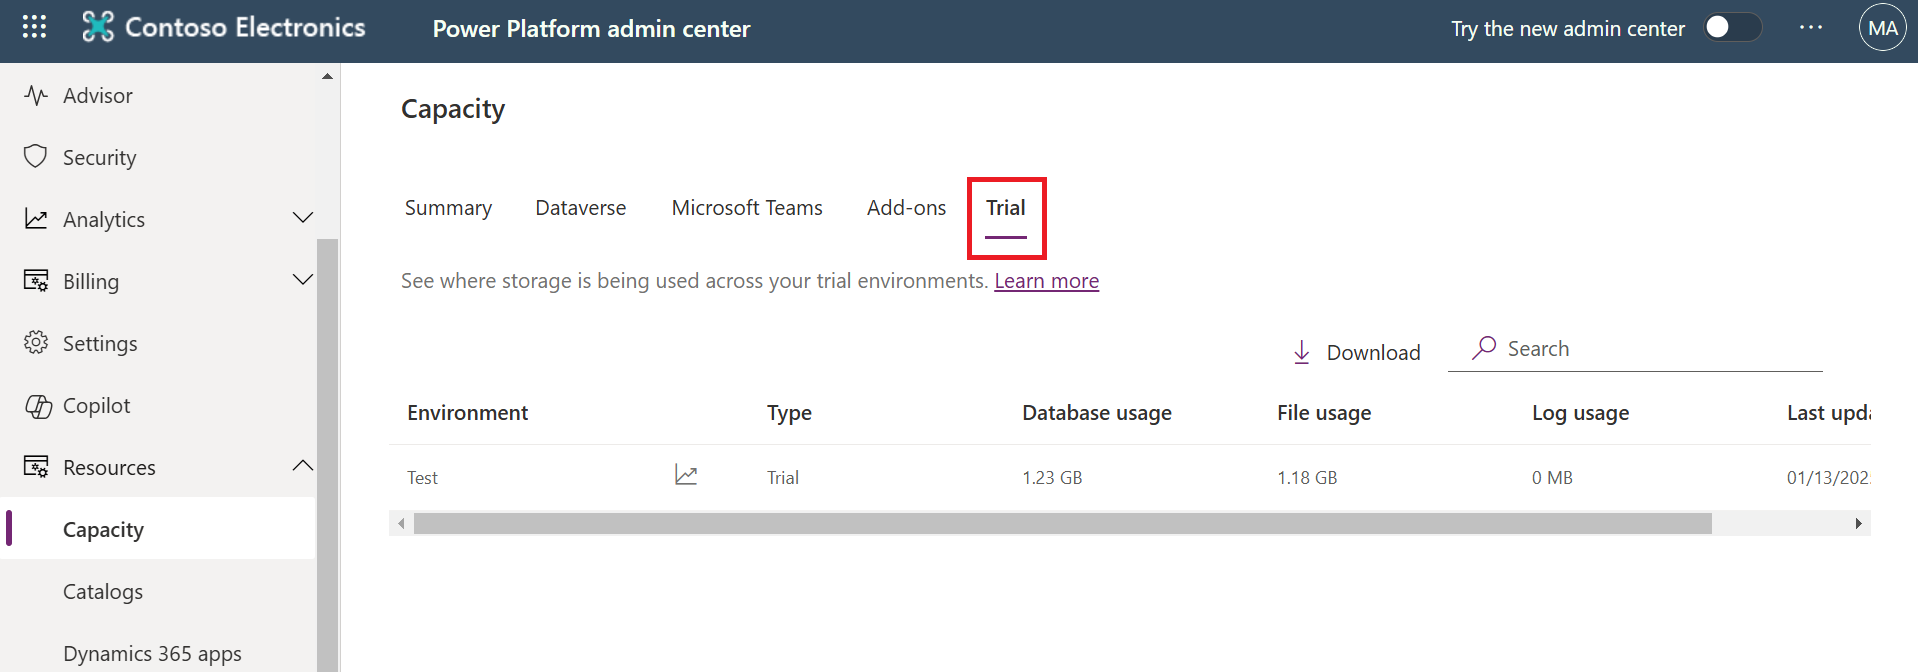 Contoso Electronics
Power Platform admin center
Try the new admin center
MA
Advisor
Security
Analytics
Billing
Settings
Copilot
Resources
Capacity
Catalogs
Dynamics 365 apps
Capacity
Summary Dataverse Microsoft Teams Add-ons Trial
See where storage is being used across your trial environments. Learn more
Download Search
Environment Type Database usage File usage Log usage Last
Test Trial 1.23 GB 1.18 GB 0 MB 01/13/202